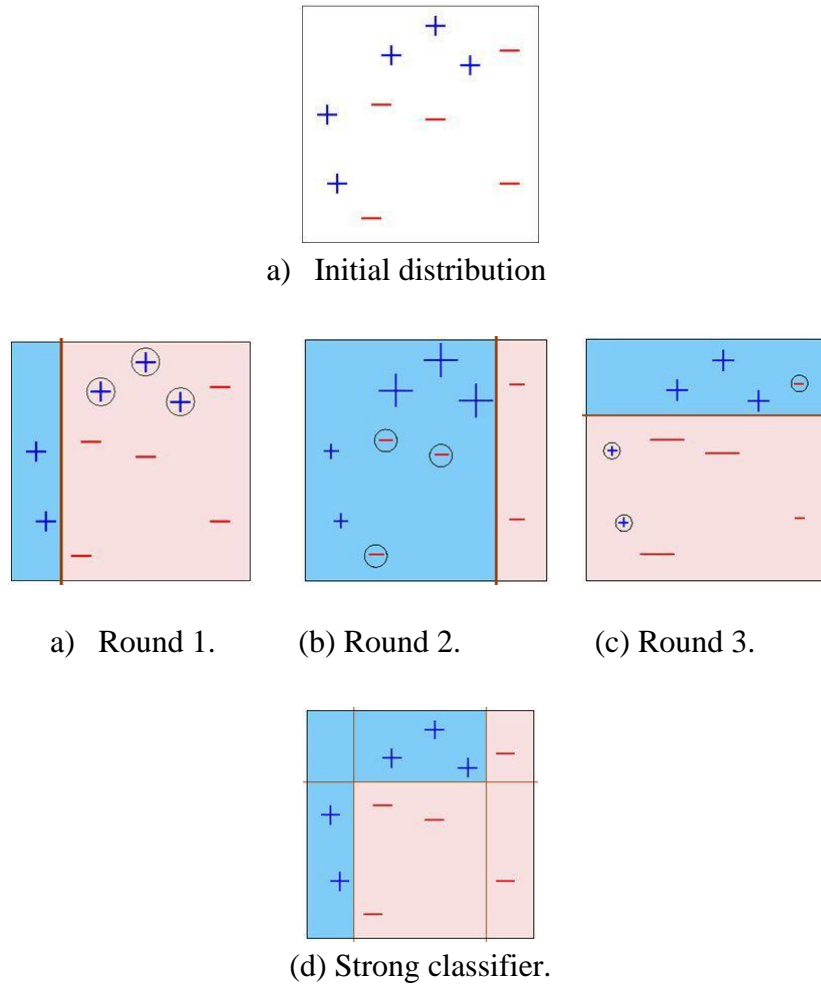 a) Initial distribution
a) Round 1. (b) Round 2. (c) Round 3.
(d) Strong classifier.